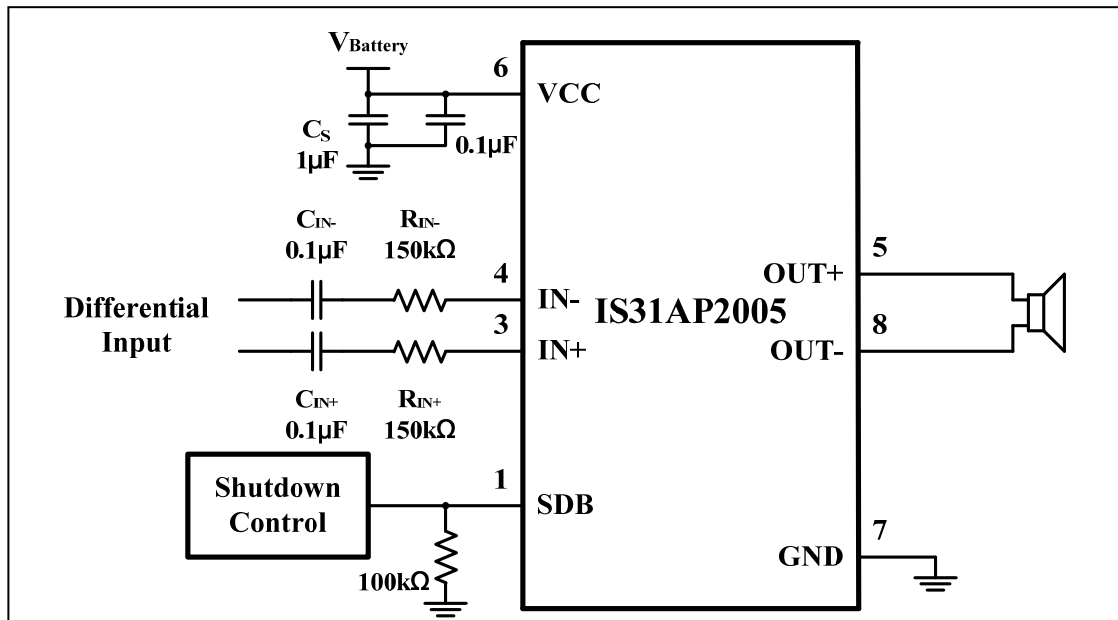 VBattery
6
VCC
CS
1μF
0.1μF
CIN-
0.1μF
RIN-
150kΩ
4
IN-
Differential
Input
3
IN+
CIN+
0.1μF
RIN+
150kΩ
IS31AP2005
OUT+
5
OUT-
8
Shutdown
Control
1
SDB
100kΩ
GND
7